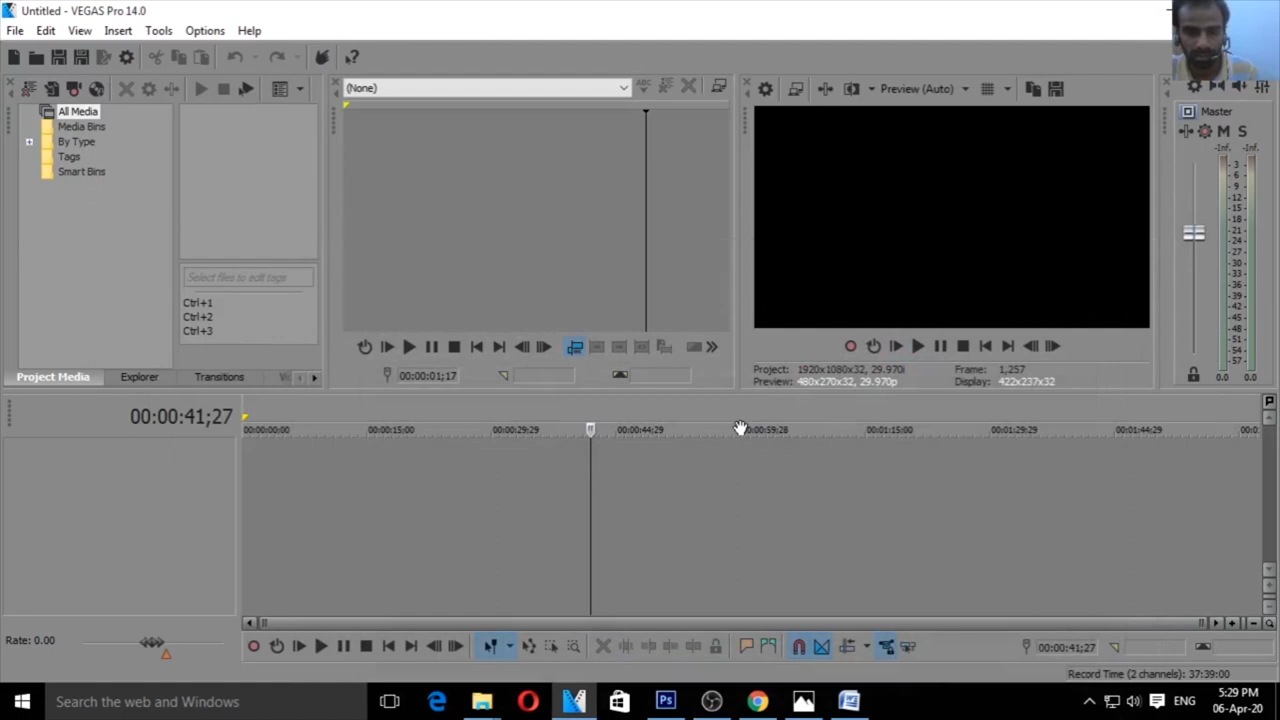 Untitled - VEGAS Pro 14.0
File Edit View Insert Tools Options Help
(None)
Preview (Auto)
All Media
Media Bins
By Type
Tags
Smart Bins
Select files to edit tags
Ctrl+1
Ctrl+2
Ctrl+3
Master
M S
-Inf. -Inf.
3
6
9
12
15
18
21
24
27
30
33
36
39
42
45
48
51
54
57
0.0 0.0
00:00:01;17
Project: 1920x1080x32, 29.970i
Preview: 480x270x32, 29.970p
Frame: 1,257
Display: 422x237x32
Project Media Explorer Transitions
00:00:41;27
00:00:00;00 00:00:15;00 00:00:29;29 00:00:44;29 00:00:59;28 00:01:15;00 00:01:29;29 00:01:44;29
Rate: 0.00
00:00:41;27
Record Time (2 channels): 37:39:00
Search the web and Windows
Ps
ENG
5:29 PM
06-Apr-20